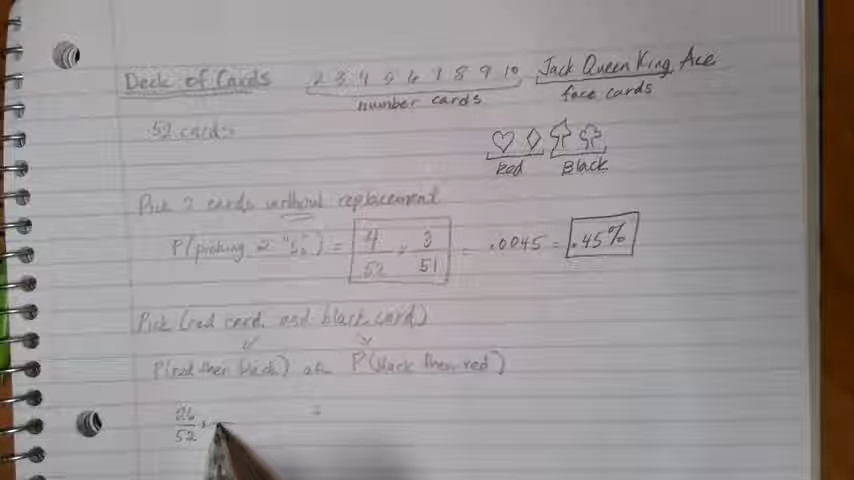 Deck of Cards 2 3 4 5 6 7 8 9 10 Jack Queen King Ace
number cards face cards
52 cards
Red Black
Pick 2 cards without replacement
P(picking 2 "5s") = 4/52 × 3/51 = .0045 = .45%
Pick (red card and black card)
P(red then black) or P(black then red)
26/52 ×